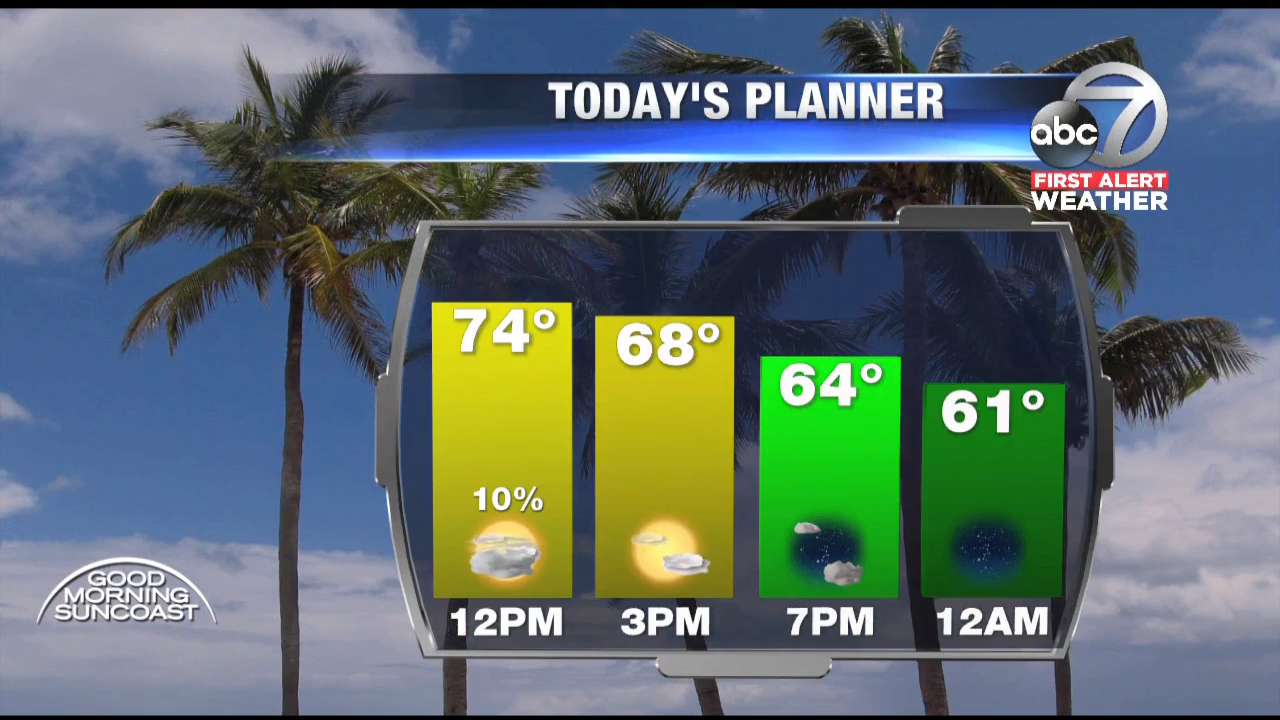 TODAY'S PLANNER
abc 7
FIRST ALERT
WEATHER
74° 68° 64° 61°
10%
12PM 3PM 7PM 12AM
GOOD
MORNING
SUNCOAST